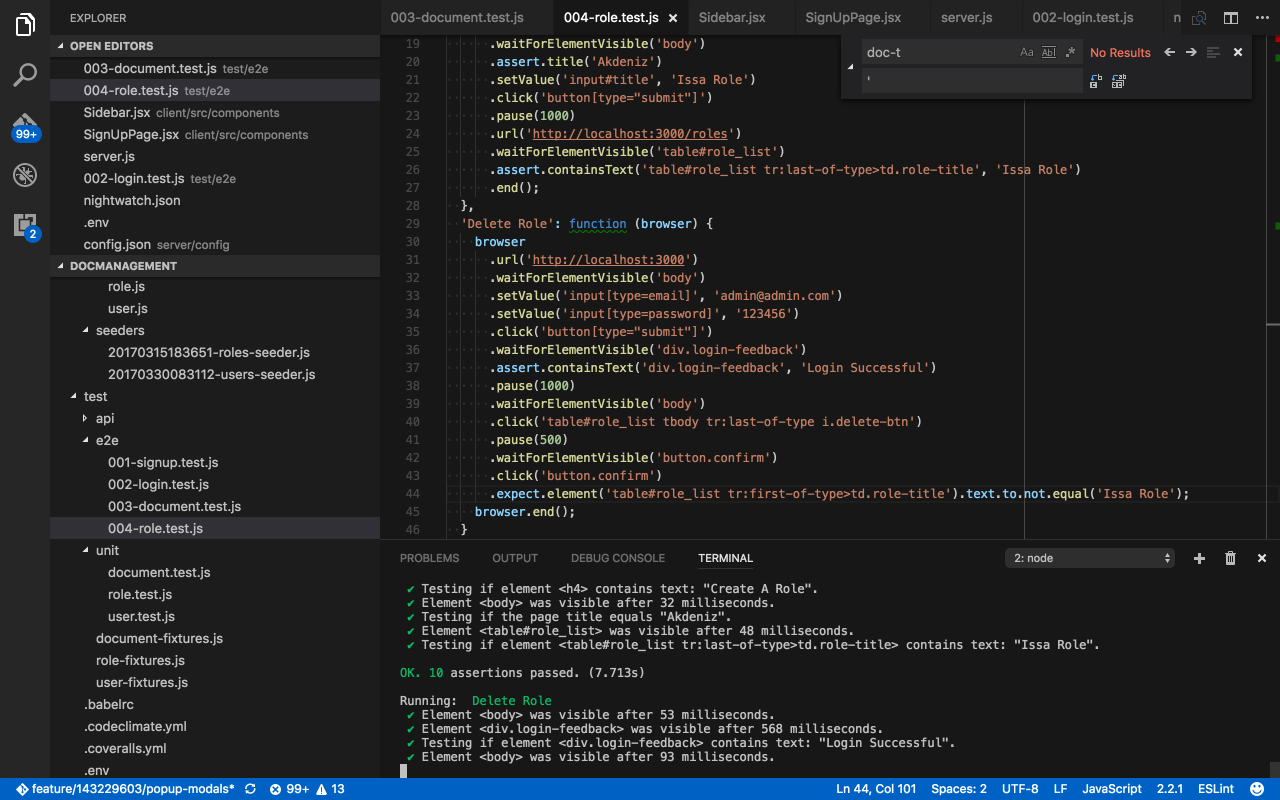 EXPLORER
OPEN EDITORS
003-document.test.js test/e2e
004-role.test.js test/e2e
Sidebar.jsx client/src/components
SignUpPage.jsx client/src/components
server.js
002-login.test.js test/e2e
nightwatch.json
.env
config.json server/config
DOCMANAGEMENT
role.js
user.js
seeders
20170315183651-roles-seeder.js
20170330083112-users-seeder.js
test
api
e2e
001-signup.test.js
002-login.test.js
003-document.test.js
004-role.test.js
unit
document.test.js
role.test.js
user.test.js
document-fixtures.js
role-fixtures.js
user-fixtures.js
.babelrc
.codeclimate.yml
.coveralls.yml
.env
99+
2
003-document.test.js 004-role.test.js Sidebar.jsx SignUpPage.jsx server.js 002-login.test.js n
doc-t Aa Abl .* No Results
'
19 .waitForElementVisible('body')
20 .assert.title('Akdeniz')
21 .setValue('input#title', 'Issa Role')
22 .click('button[type="submit"]')
23 .pause(1000)
24 .url('http://localhost:3000/roles')
25 .waitForElementVisible('table#role_list')
26 .assert.containsText('table#role_list tr:last-of-type>td.role-title', 'Issa Role')
27 .end();
28 },
29 'Delete Role': function (browser) {
30 browser
31 .url('http://localhost:3000')
32 .waitForElementVisible('body')
33 .setValue('input[type=email]', 'admin@admin.com')
34 .setValue('input[type=password]', '123456')
35 .click('button[type="submit"]')
36 .waitForElementVisible('div.login-feedback')
37 .assert.containsText('div.login-feedback', 'Login Successful')
38 .pause(1000)
39 .waitForElementVisible('body')
40 .click('table#role_list tbody tr:last-of-type i.delete-btn')
41 .pause(500)
42 .waitForElementVisible('button.confirm')
43 .click('button.confirm')
44 .expect.element('table#role_list tr:first-of-type>td.role-title').text.to.not.equal('Issa Role');
45 browser.end();
46 }
PROBLEMS OUTPUT DEBUG CONSOLE TERMINAL 2: node
✔ Testing if element <h4> contains text: "Create A Role".
✔ Element <body> was visible after 32 milliseconds.
✔ Testing if the page title equals "Akdeniz".
✔ Element <table#role_list> was visible after 48 milliseconds.
✔ Testing if element <table#role_list tr:last-of-type>td.role-title> contains text: "Issa Role".
OK. 10 assertions passed. (7.713s)
Running: Delete Role
✔ Element <body> was visible after 53 milliseconds.
✔ Element <div.login-feedback> was visible after 568 milliseconds.
✔ Testing if element <div.login-feedback> contains text: "Login Successful".
✔ Element <body> was visible after 93 milliseconds.
feature/143229603/popup-modals* 99+ 13 Ln 44, Col 101 Spaces: 2 UTF-8 LF JavaScript 2.2.1 ESLint